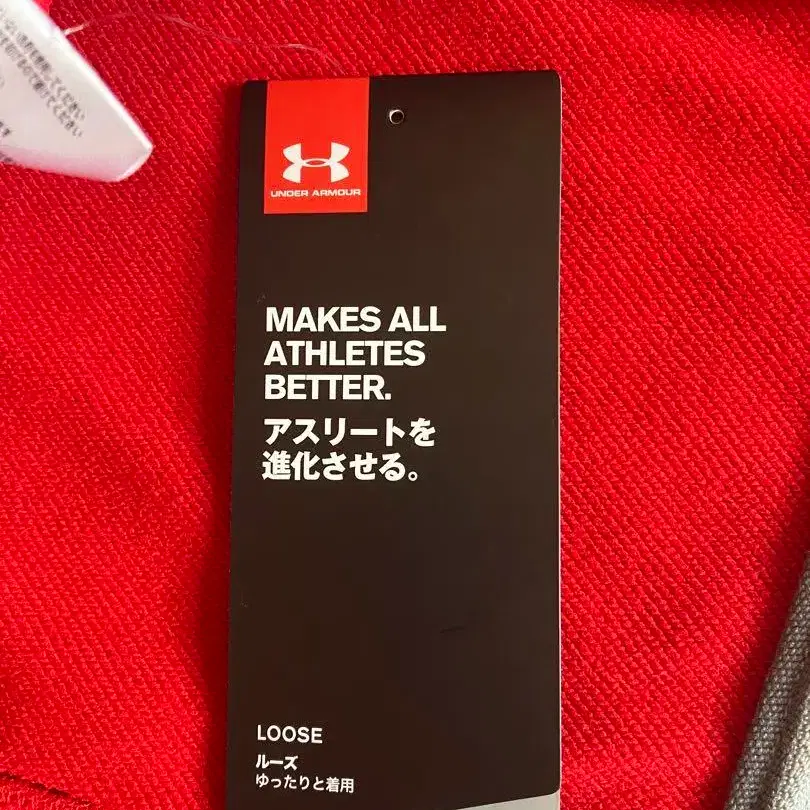 UNDER ARMOUR
MAKES ALL
ATHLETES
BETTER.
アスリートを
進化させる。
LOOSE
ルーズ
ゆったりと着用